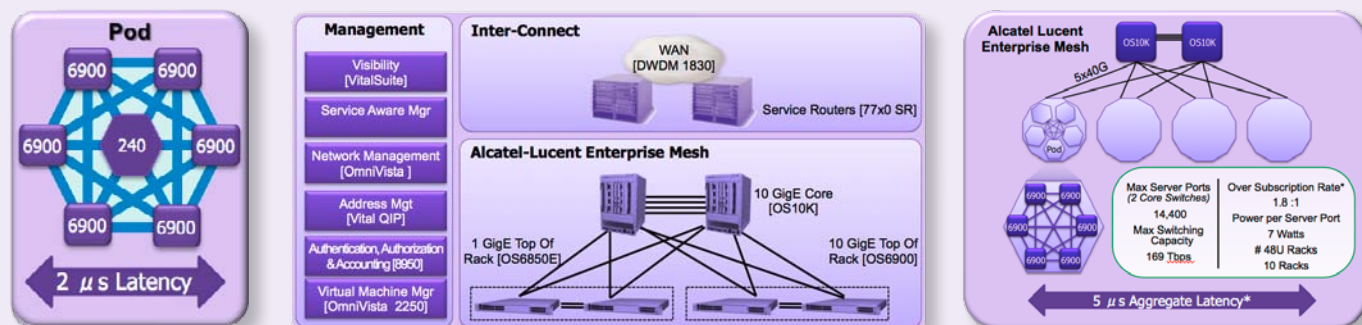 Pod
6900
6900
6900
240
6900
6900
6900
2 μs Latency
Management
Visibility
[VitalSuite]
Service Aware Mgr
Network Management
[OmniVista ]
Address Mgt
[Vital QIP]
Authentication, Authorization
& Accounting [8950]
Virtual Machine Mgr
[OmniVista 2250]
Inter-Connect
WAN
[DWDM 1830]
Service Routers [77x0 SR]
Alcatel-Lucent Enterprise Mesh
10 GigE Core
[OS10K]
1 GigE Top Of
Rack [OS6850E]
10 GigE Top Of
Rack [OS6900]
Alcatel Lucent
Enterprise Mesh
OS10K
OS10K
5x40G
Pod
6900
6900
6900
6900
6900
6900
Max Server Ports
(2 Core Switches)
14,400
Max Switching
Capacity
169 Tbps
Over Subscription Rate*
1.8 :1
Power per Server Port
7 Watts
# 48U Racks
10 Racks
5 μs Aggregate Latency*